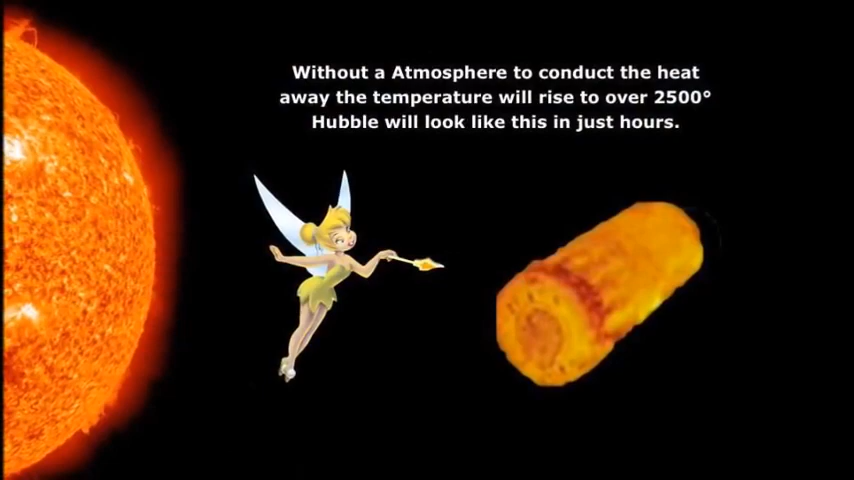 Without a Atmosphere to conduct the heat
away the temperature will rise to over 2500°
Hubble will look like this in just hours.